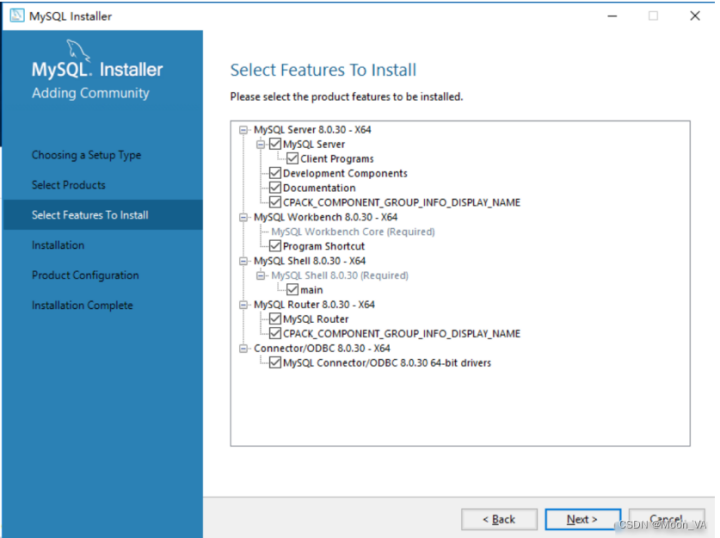 MySQL Installer
MySQL. Installer
Adding Community
Choosing a Setup Type
Select Products
Select Features To Install
Installation
Product Configuration
Installation Complete
Select Features To Install
Please select the product features to be installed.
MySQL Server 8.0.30 - X64
MySQL Server
Client Programs
Development Components
Documentation
CPACK_COMPONENT_GROUP_INFO_DISPLAY_NAME
MySQL Workbench 8.0.30 - X64
MySQL Workbench Core (Required)
Program Shortcut
MySQL Shell 8.0.30 - X64
MySQL Shell 8.0.30 (Required)
main
MySQL Router 8.0.30 - X64
MySQL Router
CPACK_COMPONENT_GROUP_INFO_DISPLAY_NAME
Connector/ODBC 8.0.30 - X64
MySQL Connector/ODBC 8.0.30 64-bit drivers
< Back
Next >
Cancel
CSDN @Moon_VA